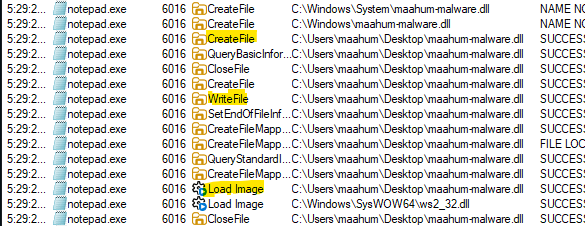 5:29:2... notepad.exe 6016 CreateFile C:\Windows\System\maahum-malware.dll NAME NO
5:29:2... notepad.exe 6016 CreateFile C:\Windows\maahum-malware.dll NAME NO
5:29:2... notepad.exe 6016 CreateFile C:\Users\maahum\Desktop\maahum-malware.dll SUCCESS
5:29:2... notepad.exe 6016 QueryBasicInfor... C:\Users\maahum\Desktop\maahum-malware.dll SUCCESS
5:29:2... notepad.exe 6016 CloseFile C:\Users\maahum\Desktop\maahum-malware.dll SUCCESS
5:29:2... notepad.exe 6016 CreateFile C:\Users\maahum\Desktop\maahum-malware.dll SUCCESS
5:29:2... notepad.exe 6016 WriteFile C:\Users\maahum\Desktop\maahum-malware.dll SUCCESS
5:29:2... notepad.exe 6016 SetEndOfFileInf... C:\Users\maahum\Desktop\maahum-malware.dll SUCCESS
5:29:2... notepad.exe 6016 CreateFileMapp... C:\Users\maahum\Desktop\maahum-malware.dll SUCCESS
5:29:2... notepad.exe 6016 CreateFileMapp... C:\Users\maahum\Desktop\maahum-malware.dll FILE LOC
5:29:2... notepad.exe 6016 QueryStandardI... C:\Users\maahum\Desktop\maahum-malware.dll SUCCESS
5:29:2... notepad.exe 6016 CreateFileMapp... C:\Users\maahum\Desktop\maahum-malware.dll SUCCESS
5:29:2... notepad.exe 6016 Load Image C:\Users\maahum\Desktop\maahum-malware.dll SUCCESS
5:29:2... notepad.exe 6016 Load Image C:\Windows\SysWOW64\ws2_32.dll SUCCESS
5:29:2... notepad.exe 6016 CloseFile C:\Users\maahum\Desktop\maahum-malware.dll SUCCESS